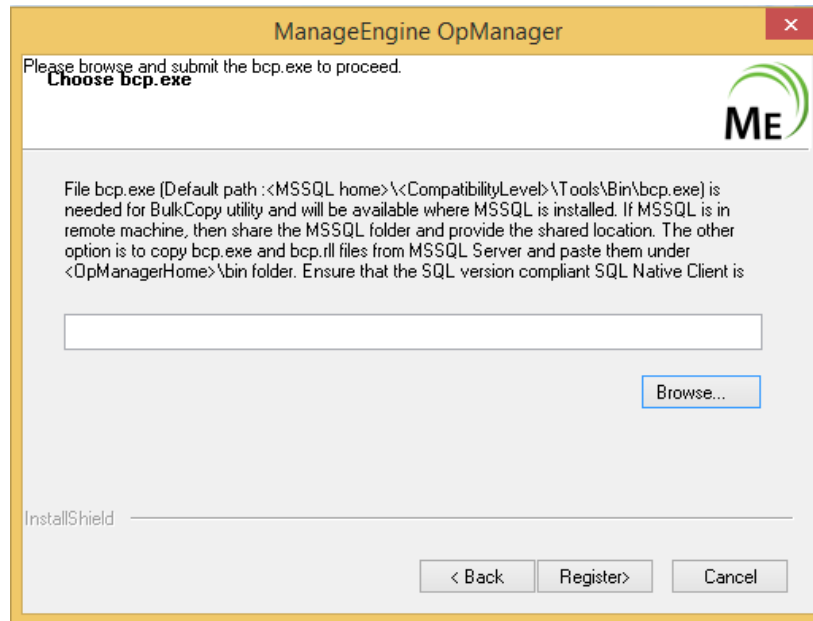 ManageEngine OpManager
Please browse and submit the bcp.exe to proceed.
Choose bcp.exe
ME
File bcp.exe (Default path :<MSSQL home>\<CompatibilityLevel>\Tools\Bin\bcp.exe) is
needed for BulkCopy utility and will be available where MSSQL is installed. If MSSQL is in
remote machine, then share the MSSQL folder and provide the shared location. The other
option is to copy bcp.exe and bcp.rll files from MSSQL Server and paste them under
<OpManagerHome>\bin folder. Ensure that the SQL version compliant SQL Native Client is
Browse...
InstallShield
< Back
Register>
Cancel